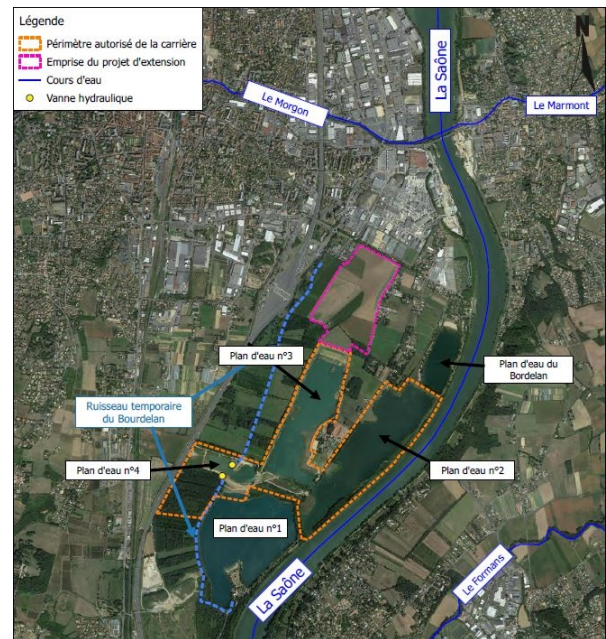 Légende
Périmètre autorisé de la carrière
Emprise du projet d'extension
Cours d'eau
Vanne hydraulique
N
La Saône
Le Morgon
Le Marmont
Plan d'eau n°3
Plan d'eau du
Bordelan
Ruisseau temporaire
du Bourdelan
Plan d'eau n°4
Plan d'eau n°2
Plan d'eau n°1
La Saône
Le Formans